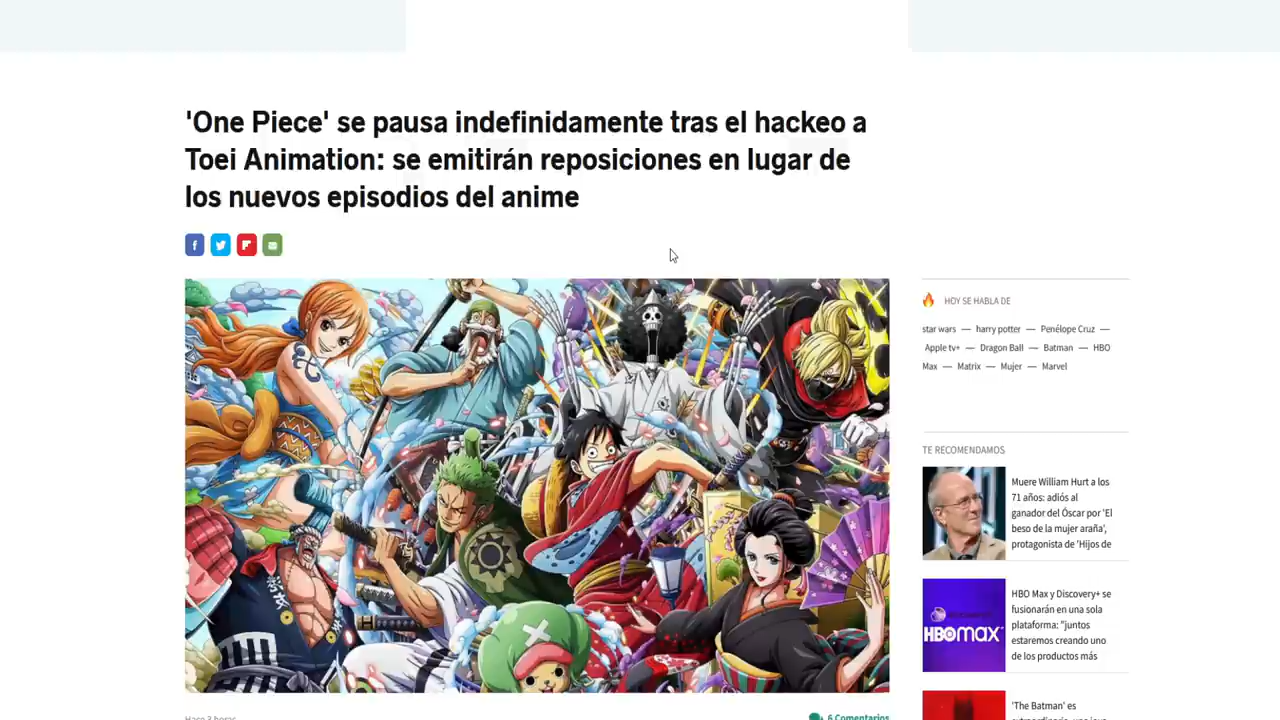 'One Piece' se pausa indefinidamente tras el hackeo a
Toei Animation: se emitirán reposiciones en lugar de
los nuevos episodios del anime
HOY SE HABLA DE
star wars — harry potter — Penélope Cruz —
Apple tv+ — Dragon Ball — Batman — HBO
Max — Matrix — Mujer — Marvel
TE RECOMENDAMOS
Muere William Hurt a los
71 años: adiós al
ganador del Óscar por 'El
beso de la mujer araña',
protagonista de 'Hijos de
HBO Max y Discovery+ se
fusionarán en una sola
plataforma: "juntos
estaremos creando uno
de los productos más
HBOmax
'The Batman' es
Hace 3 horas
6 Comentarios